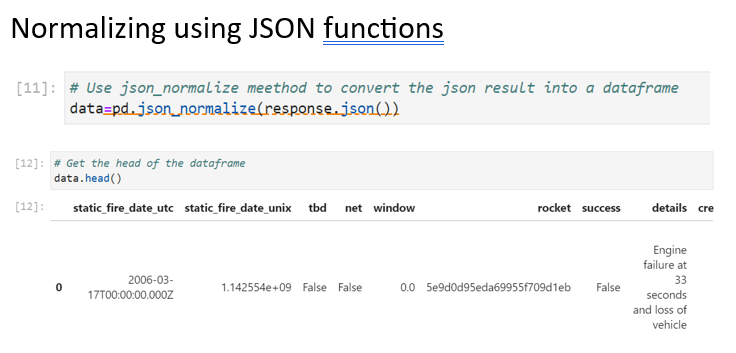 Normalizing using JSON functions
[11]: # Use json_normalize meethod to convert the json result into a dataframe
data=pd.json_normalize(response.json())
[12]: # Get the head of the dataframe
data.head()
[12]: static_fire_date_utc static_fire_date_unix tbd net window rocket success details cre
Engine
failure at
0 2006-03-
17T00:00:00.000Z 1.142554e+09 False False 0.0 5e9d0d95eda69955f709d1eb False 33
seconds
and loss of
vehicle